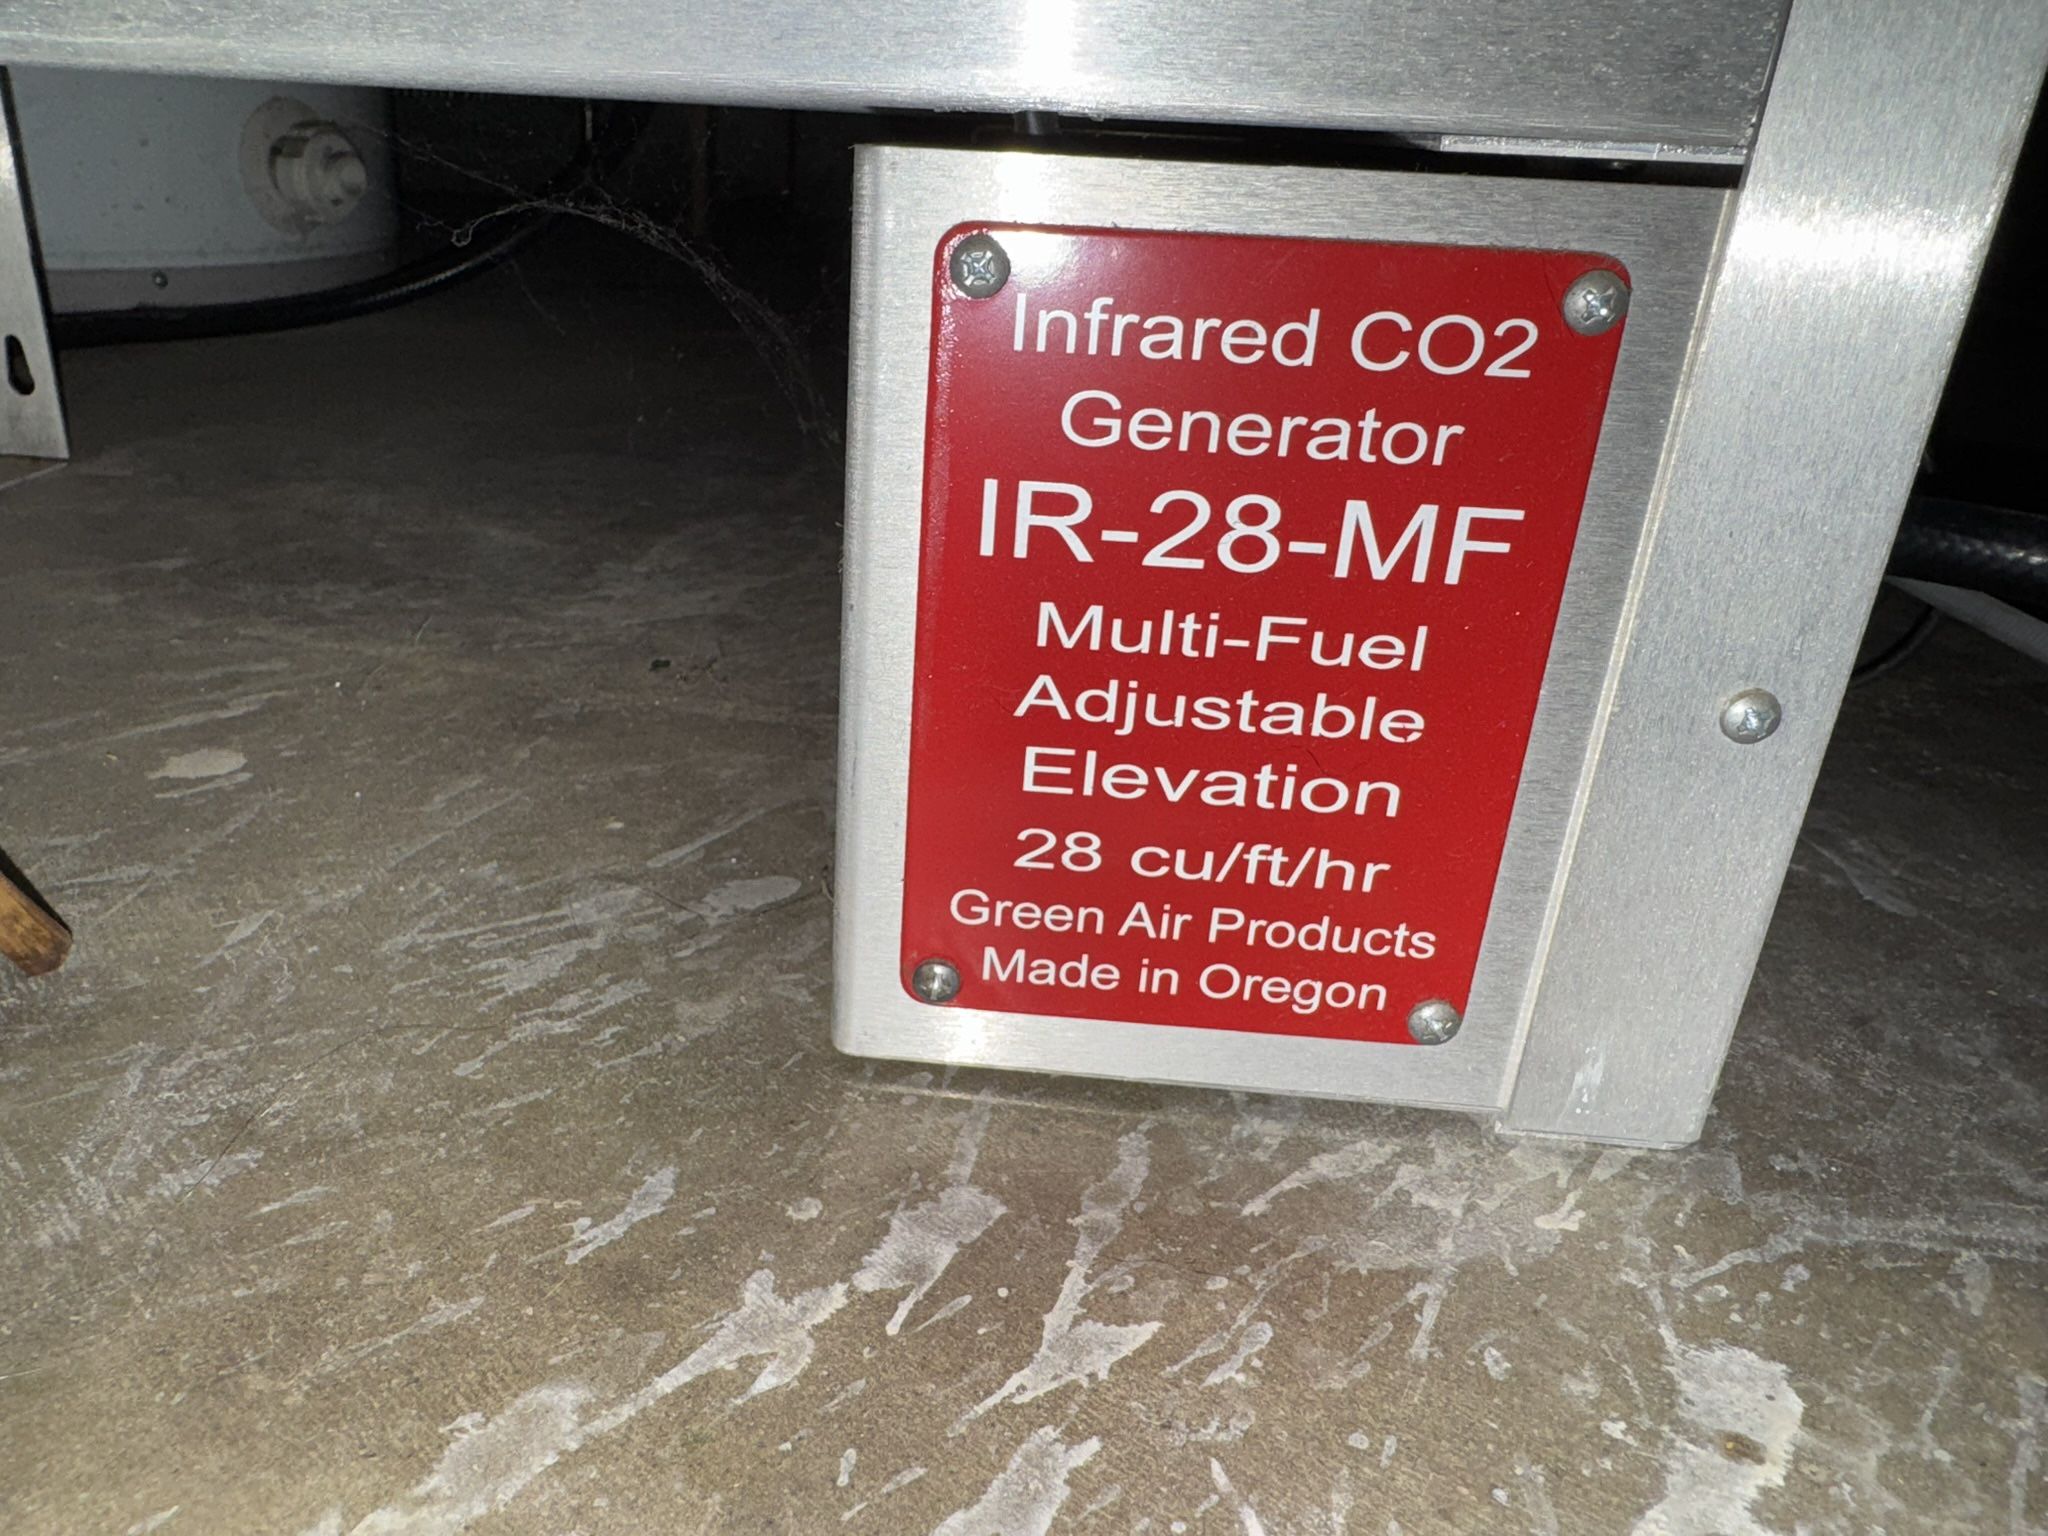 Infrared CO2
Generator
IR-28-MF
Multi-Fuel
Adjustable
Elevation
28 cu/ft/hr
Green Air Products
Made in Oregon